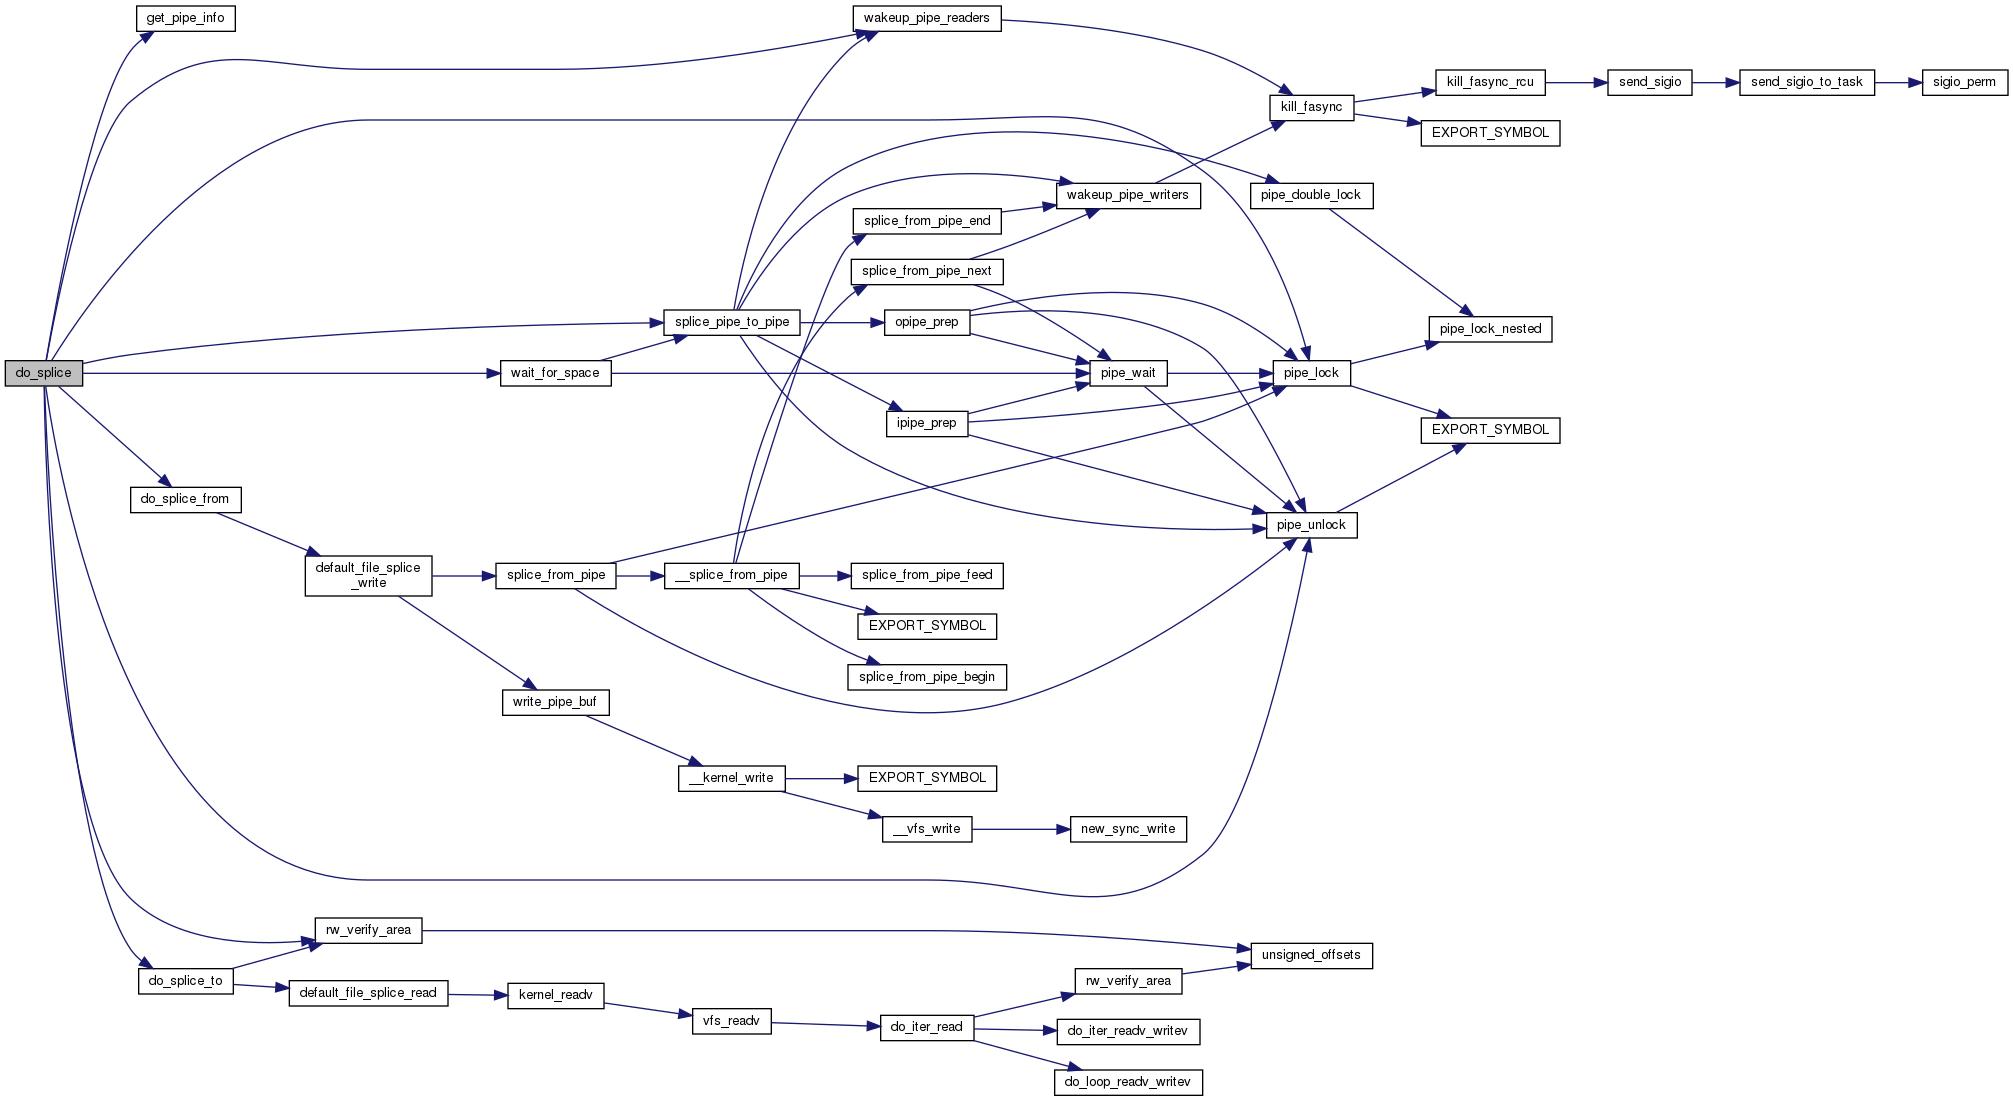 get_pipe_info
wakeup_pipe_readers
kill_fasync_rcu
send_sigio
send_sigio_to_task
sigio_perm
kill_fasync
EXPORT_SYMBOL
wakeup_pipe_writers
pipe_double_lock
splice_from_pipe_end
splice_from_pipe_next
splice_pipe_to_pipe
opipe_prep
pipe_lock_nested
do_splice
wait_for_space
pipe_wait
pipe_lock
ipipe_prep
EXPORT_SYMBOL
do_splice_from
pipe_unlock
default_file_splice
_write
splice_from_pipe
__splice_from_pipe
splice_from_pipe_feed
EXPORT_SYMBOL
splice_from_pipe_begin
write_pipe_buf
__kernel_write
EXPORT_SYMBOL
__vfs_write
new_sync_write
rw_verify_area
unsigned_offsets
do_splice_to
default_file_splice_read
kernel_readv
rw_verify_area
vfs_readv
do_iter_read
do_iter_readv_writev
do_loop_readv_writev